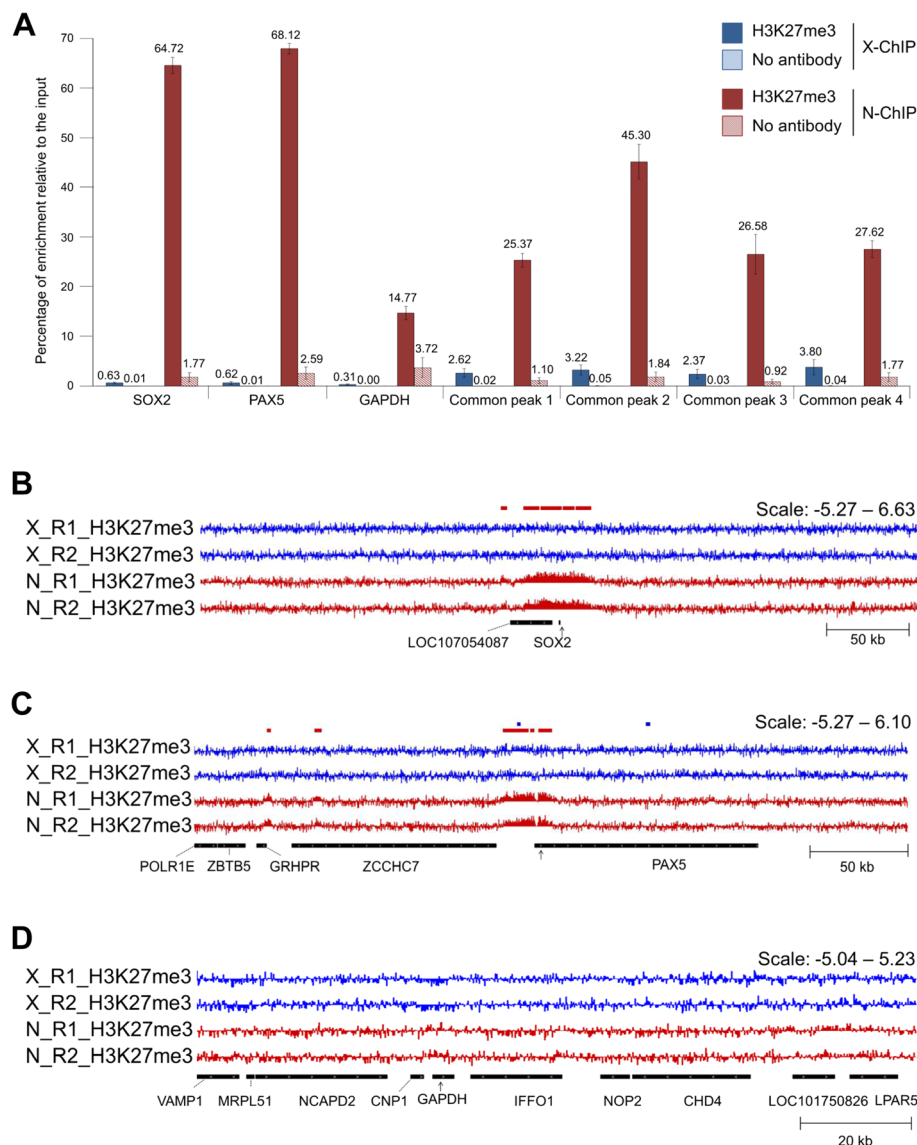 A
Percentage of enrichment relative to the input
70
60
50
40
30
20
10
0
H3K27me3
No antibody
X-ChIP
H3K27me3
No antibody
N-ChIP
0.63 0.01 64.72 1.77
0.62 0.01 68.12 2.59
0.31 0.00 14.77 3.72
2.62 0.02 25.37 1.10
3.22 0.05 45.30 1.84
2.37 0.03 26.58 0.92
3.80 0.04 27.62 1.77
SOX2 PAX5 GAPDH Common peak 1 Common peak 2 Common peak 3 Common peak 4
B
Scale: -5.27 – 6.63
X_R1_H3K27me3
X_R2_H3K27me3
N_R1_H3K27me3
N_R2_H3K27me3
LOC107054087 SOX2
50 kb
C
Scale: -5.27 – 6.10
X_R1_H3K27me3
X_R2_H3K27me3
N_R1_H3K27me3
N_R2_H3K27me3
POLR1E ZBTB5 GRHPR ZCCHC7 PAX5
50 kb
D
Scale: -5.04 – 5.23
X_R1_H3K27me3
X_R2_H3K27me3
N_R1_H3K27me3
N_R2_H3K27me3
VAMP1 MRPL51 NCAPD2 CNP1 GAPDH IFFO1 NOP2 CHD4 LOC101750826 LPAR5
20 kb